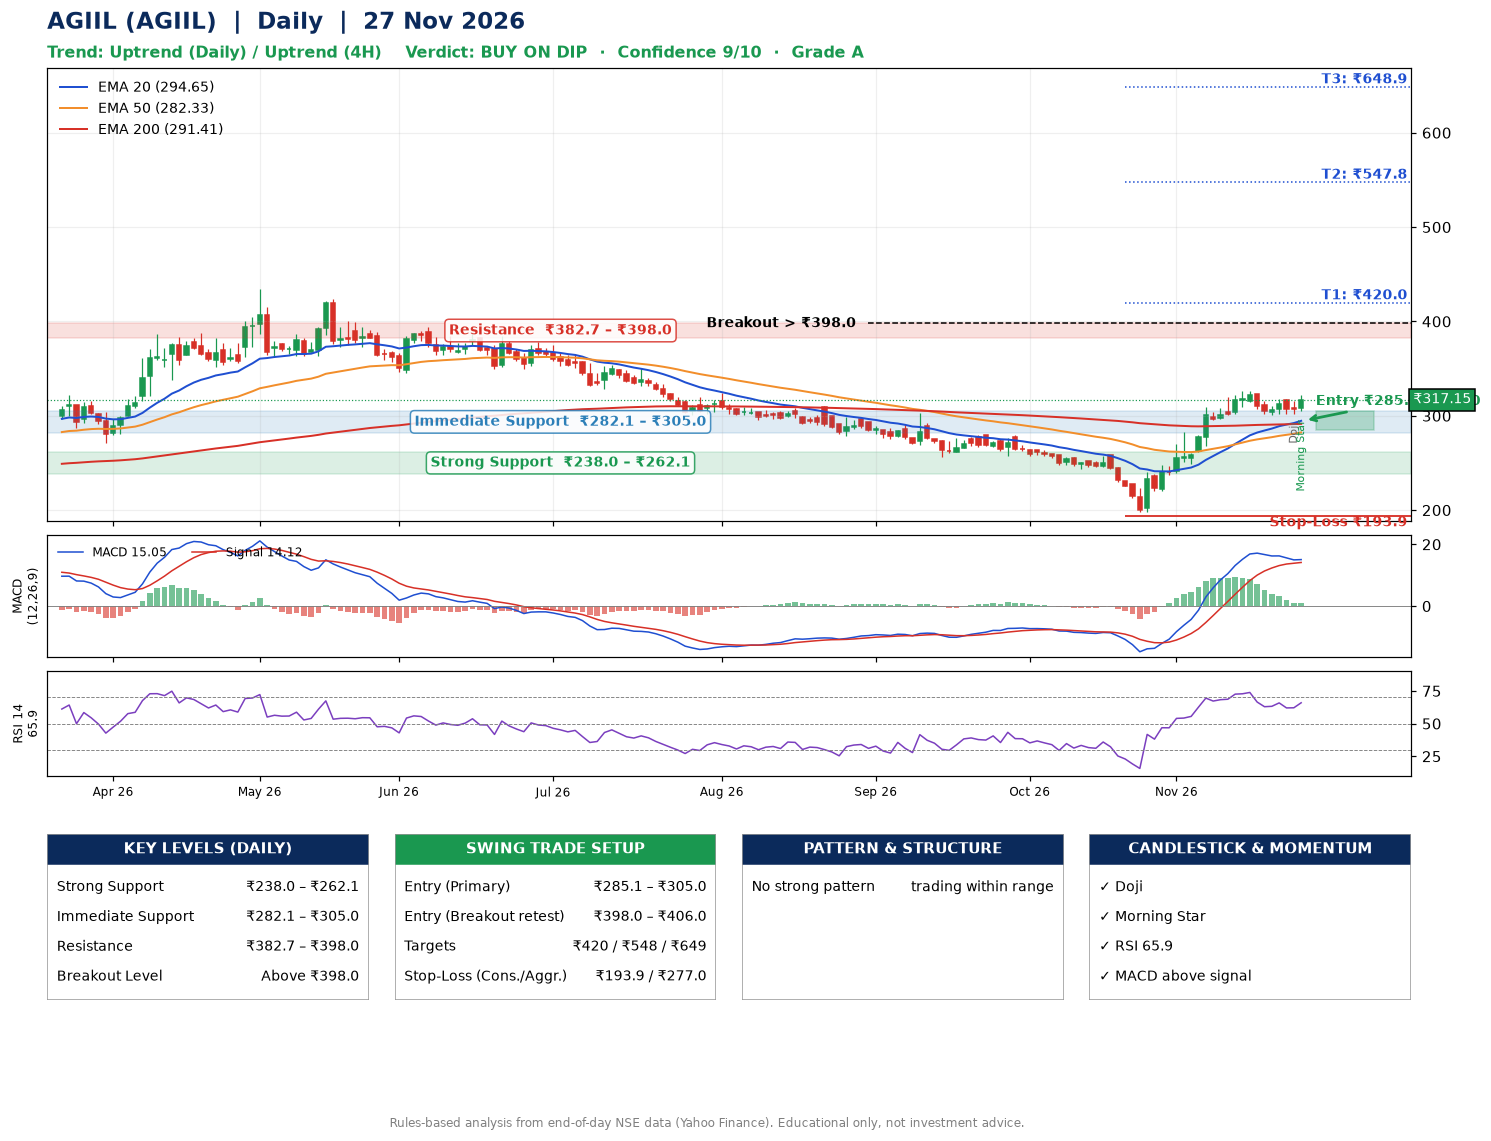 AGIIL (AGIIL)  |  Daily  |  27 Nov 2026
Trend: Uptrend (Daily) / Uptrend (4H)    Verdict: BUY ON DIP  ·  Confidence 9/10  ·  Grade A
EMA 20 (294.65)
EMA 50 (282.33)
EMA 200 (291.41)
T3: ₹648.9
600
T2: ₹547.8
500
T1: ₹420.0
Breakout > ₹398.0
400
Resistance  ₹382.7 – ₹398.0
Entry ₹285.
₹317.15
0
300
Immediate Support  ₹282.1 – ₹305.0
Doji
Morning Star
Strong Support  ₹238.0 – ₹262.1
200
Stop-Loss ₹193.9
MACD 15.05
Signal 14.12
20
0
MACD
(12,26,9)
RSI 14
65.9
75
50
25
Apr 26
May 26
Jun 26
Jul 26
Aug 26
Sep 26
Oct 26
Nov 26
KEY LEVELS (DAILY)
Strong Support ₹238.0 – ₹262.1
Immediate Support ₹282.1 – ₹305.0
Resistance ₹382.7 – ₹398.0
Breakout Level Above ₹398.0
SWING TRADE SETUP
Entry (Primary) ₹285.1 – ₹305.0
Entry (Breakout retest) ₹398.0 – ₹406.0
Targets ₹420 / ₹548 / ₹649
Stop-Loss (Cons./Aggr.) ₹193.9 / ₹277.0
PATTERN & STRUCTURE
No strong pattern trading within range
CANDLESTICK & MOMENTUM
✓ Doji
✓ Morning Star
✓ RSI 65.9
✓ MACD above signal
Rules-based analysis from end-of-day NSE data (Yahoo Finance). Educational only, not investment advice.